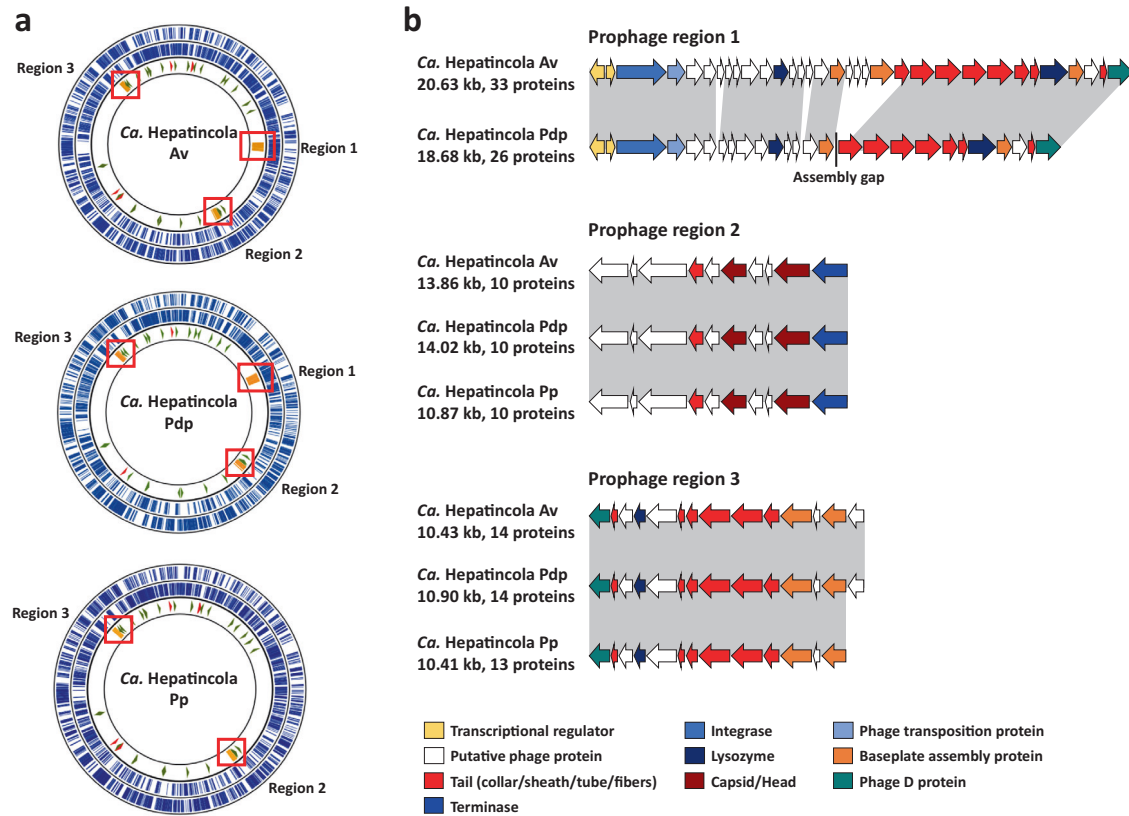 a
Region 3
Ca. Hepatincola
Av
Region 1
Region 2
Region 3
Ca. Hepatincola
Pdp
Region 1
Region 2
Region 3
Ca. Hepatincola
Pp
Region 2
b
Prophage region 1
Ca. Hepatincola Av
20.63 kb, 33 proteins
Ca. Hepatincola Pdp
18.68 kb, 26 proteins
Assembly gap
Prophage region 2
Ca. Hepatincola Av
13.86 kb, 10 proteins
Ca. Hepatincola Pdp
14.02 kb, 10 proteins
Ca. Hepatincola Pp
10.87 kb, 10 proteins
Prophage region 3
Ca. Hepatincola Av
10.43 kb, 14 proteins
Ca. Hepatincola Pdp
10.90 kb, 14 proteins
Ca. Hepatincola Pp
10.41 kb, 13 proteins
Transcriptional regulator
Integrase
Phage transposition protein
Putative phage protein
Lysozyme
Baseplate assembly protein
Tail (collar/sheath/tube/fibers)
Capsid/Head
Phage D protein
Terminase